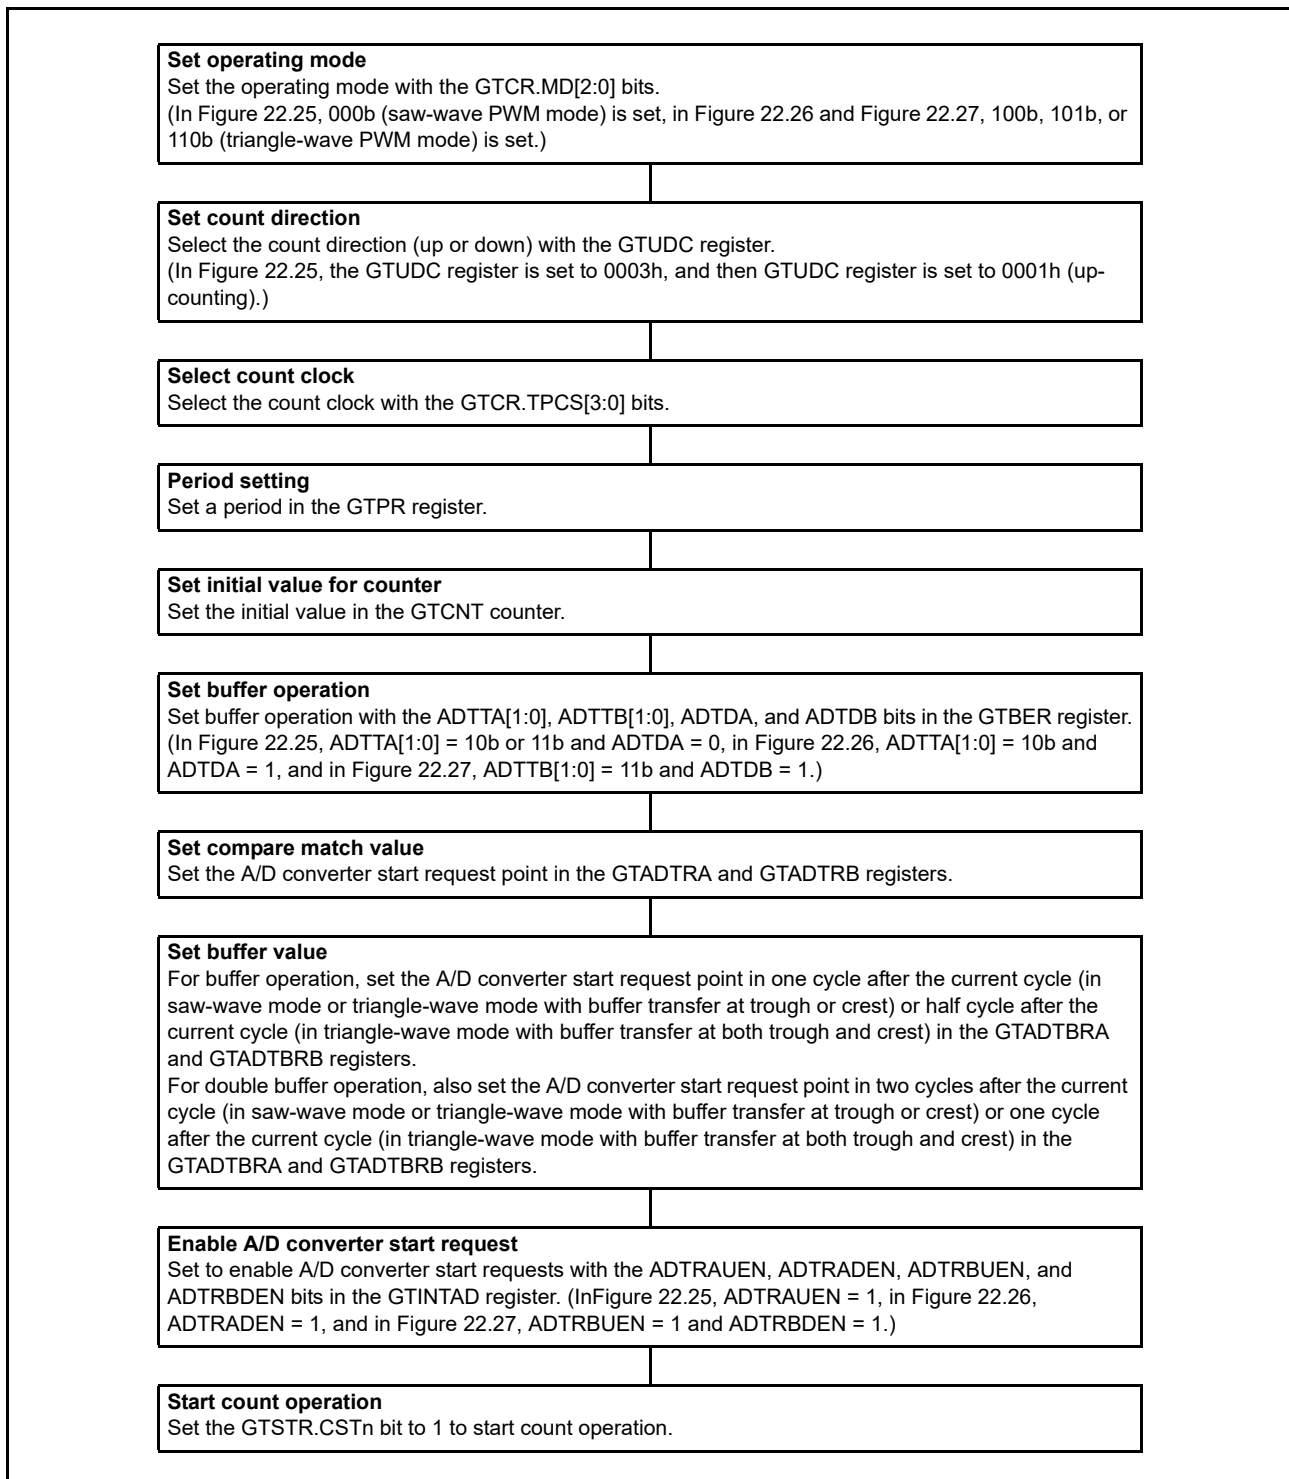 Set operating mode
Set the operating mode with the GTCR.MD[2:0] bits.
(In Figure 22.25, 000b (saw-wave PWM mode) is set, in Figure 22.26 and Figure 22.27, 100b, 101b, or
110b (triangle-wave PWM mode) is set.)
Set count direction
Select the count direction (up or down) with the GTUDC register.
(In Figure 22.25, the GTUDC register is set to 0003h, and then GTUDC register is set to 0001h (up-
counting).)
Select count clock
Select the count clock with the GTCR.TPCS[3:0] bits.
Period setting
Set a period in the GTPR register.
Set initial value for counter
Set the initial value in the GTCNT counter.
Set buffer operation
Set buffer operation with the ADTTA[1:0], ADTTB[1:0], ADTDA, and ADTDB bits in the GTBER register.
(In Figure 22.25, ADTTA[1:0] = 10b or 11b and ADTDA = 0, in Figure 22.26, ADTTA[1:0] = 10b and
ADTDA = 1, and in Figure 22.27, ADTTB[1:0] = 11b and ADTDB = 1.)
Set compare match value
Set the A/D converter start request point in the GTADTRA and GTADTRB registers.
Set buffer value
For buffer operation, set the A/D converter start request point in one cycle after the current cycle (in
saw-wave mode or triangle-wave mode with buffer transfer at trough or crest) or half cycle after the
current cycle (in triangle-wave mode with buffer transfer at both trough and crest) in the GTADTBRA
and GTADTBRB registers.
For double buffer operation, also set the A/D converter start request point in two cycles after the current
cycle (in saw-wave mode or triangle-wave mode with buffer transfer at trough or crest) or one cycle
after the current cycle (in triangle-wave mode with buffer transfer at both trough and crest) in the
GTADTBRA and GTADTBRB registers.
Enable A/D converter start request
Set to enable A/D converter start requests with the ADTRAUEN, ADTRADEN, ADTRBUEN, and
ADTRBDEN bits in the GTINTAD register. (InFigure 22.25, ADTRAUEN = 1, in Figure 22.26,
ADTRADEN = 1, and in Figure 22.27, ADTRBUEN = 1 and ADTRBDEN = 1.)
Start count operation
Set the GTSTR.CSTn bit to 1 to start count operation.